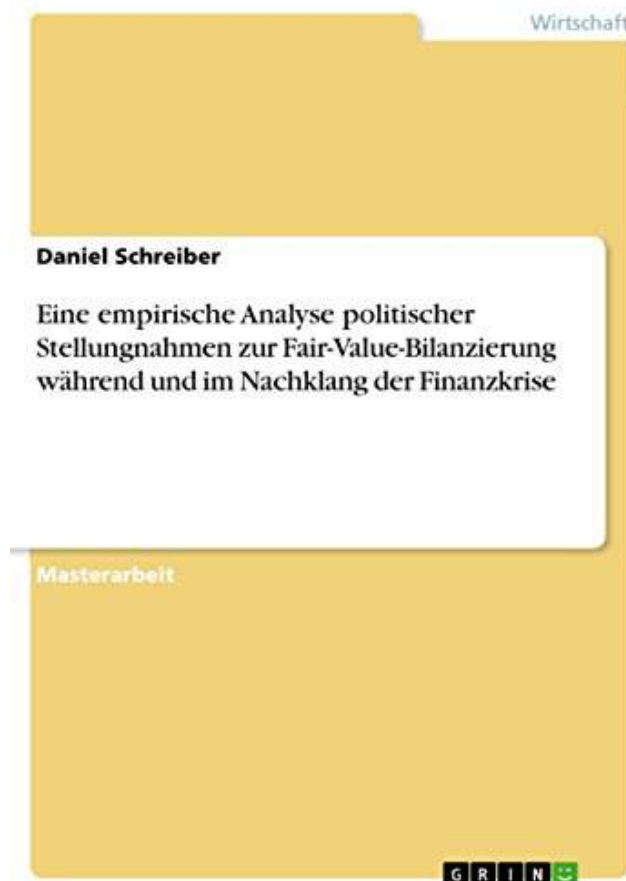 Wirtschaft
Daniel Schreiber
Eine empirische Analyse politischer
Stellungnahmen zur Fair-Value-Bilanzierung
während und im Nachklang der Finanzkrise
Masterarbeit
GRIN